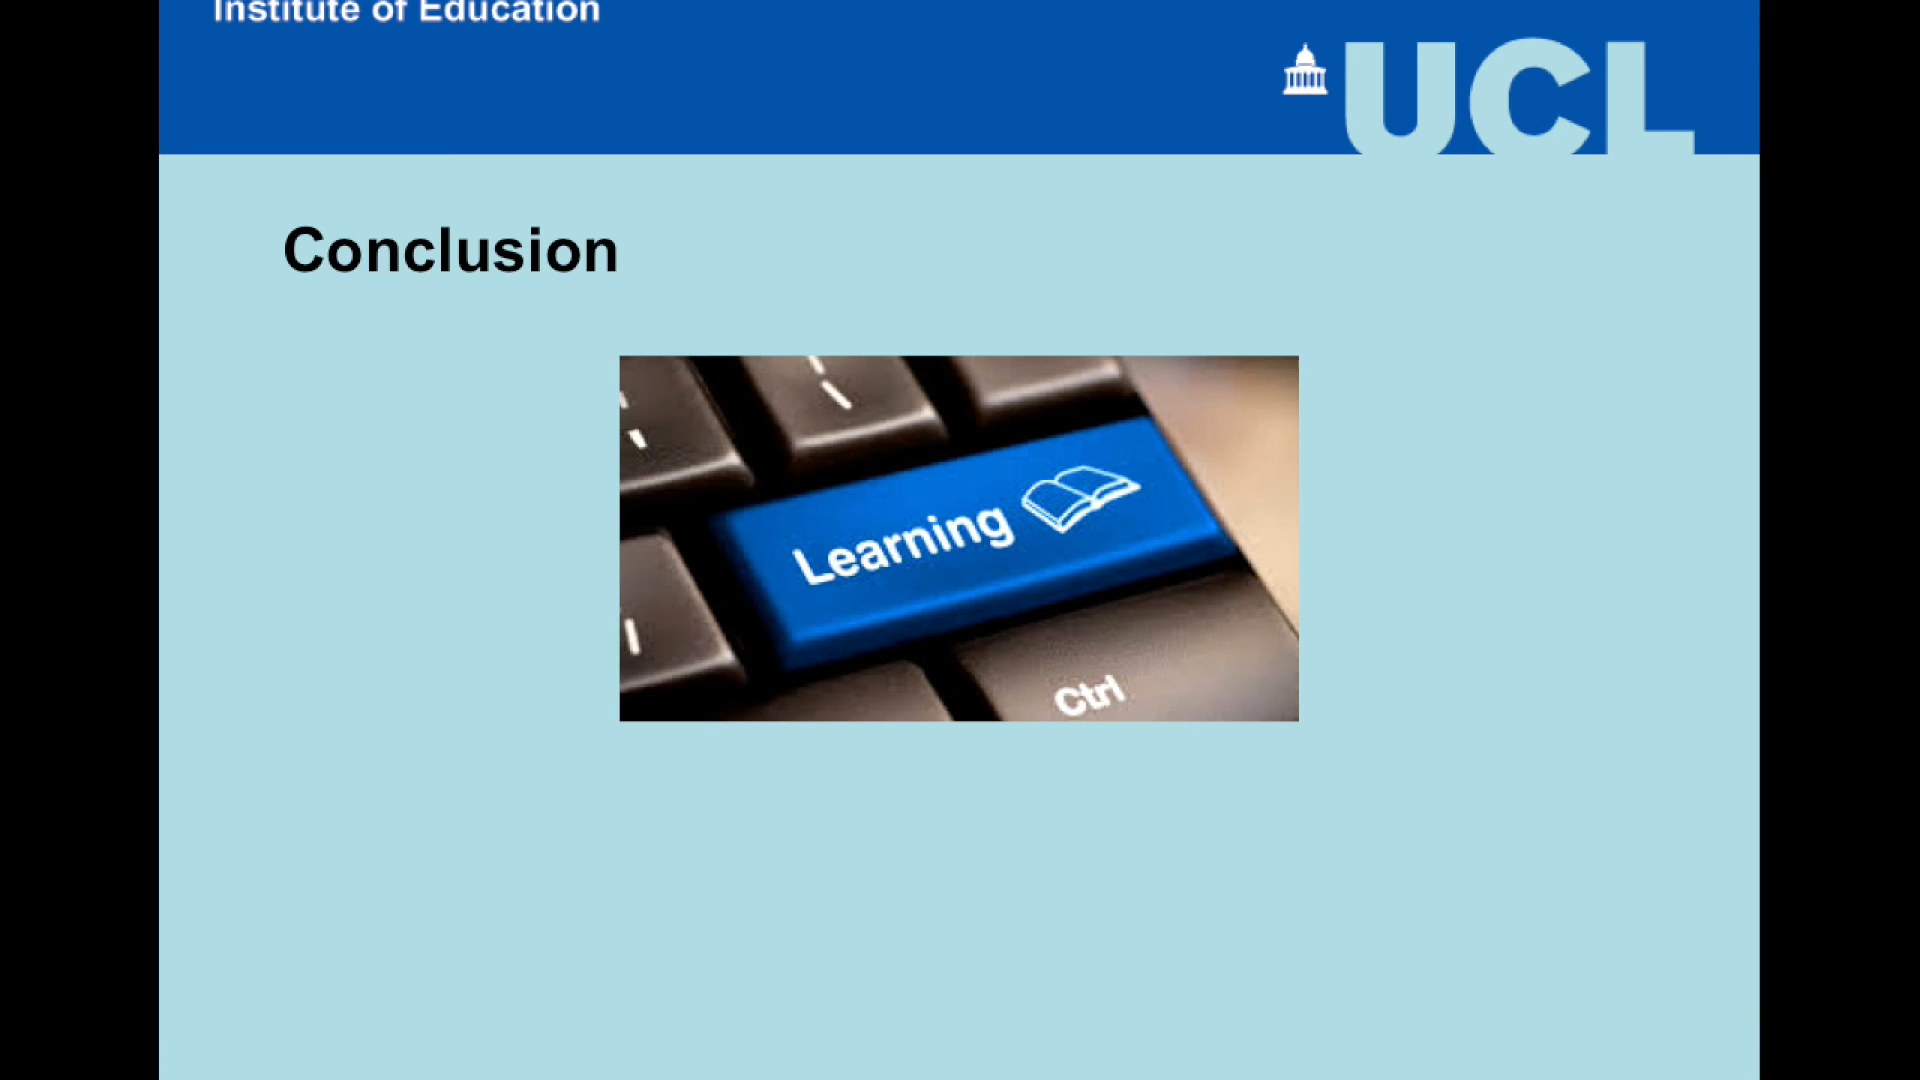 Institute of Education
UCL
Conclusion
Learning
Ctrl